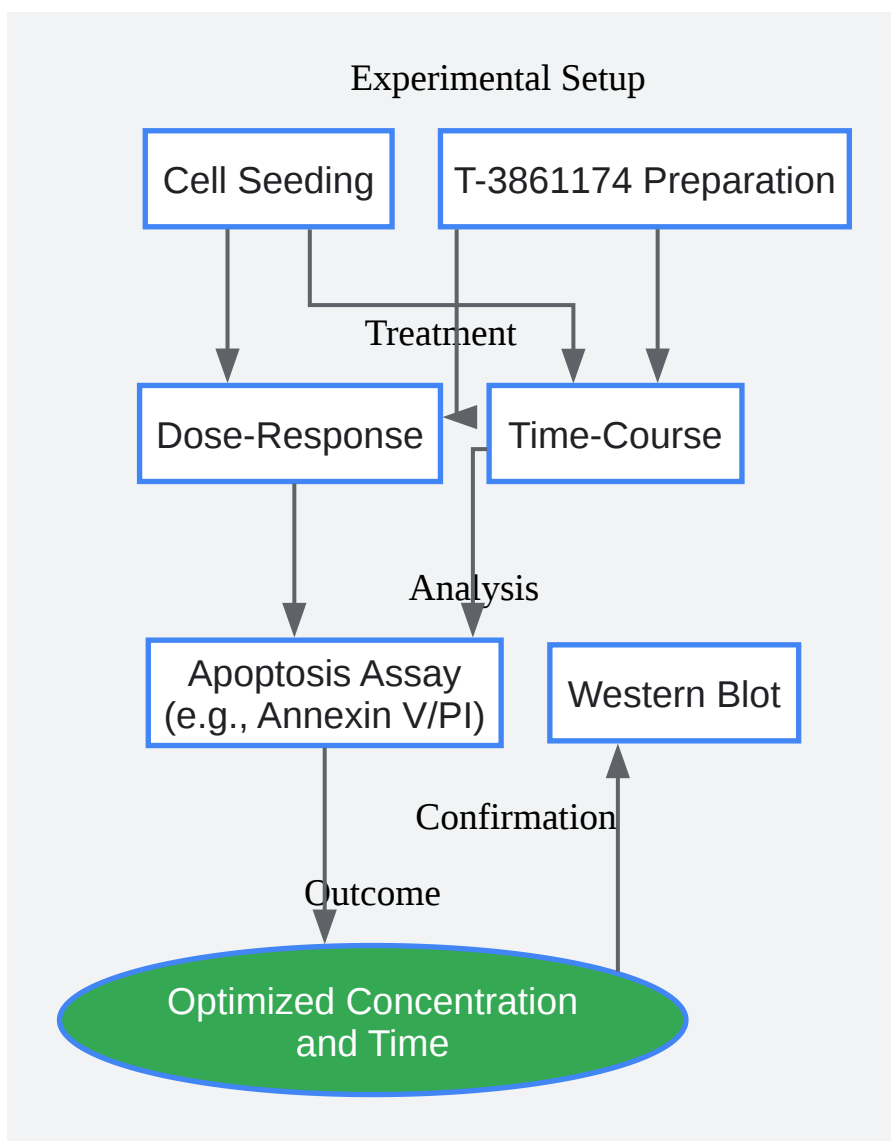 Experimental Setup
Cell Seeding
T-3861174 Preparation
Treatment
Dose-Response
Time-Course
Analysis
Apoptosis Assay
(e.g., Annexin V/PI)
Western Blot
Confirmation
Outcome
Optimized Concentration
and Time